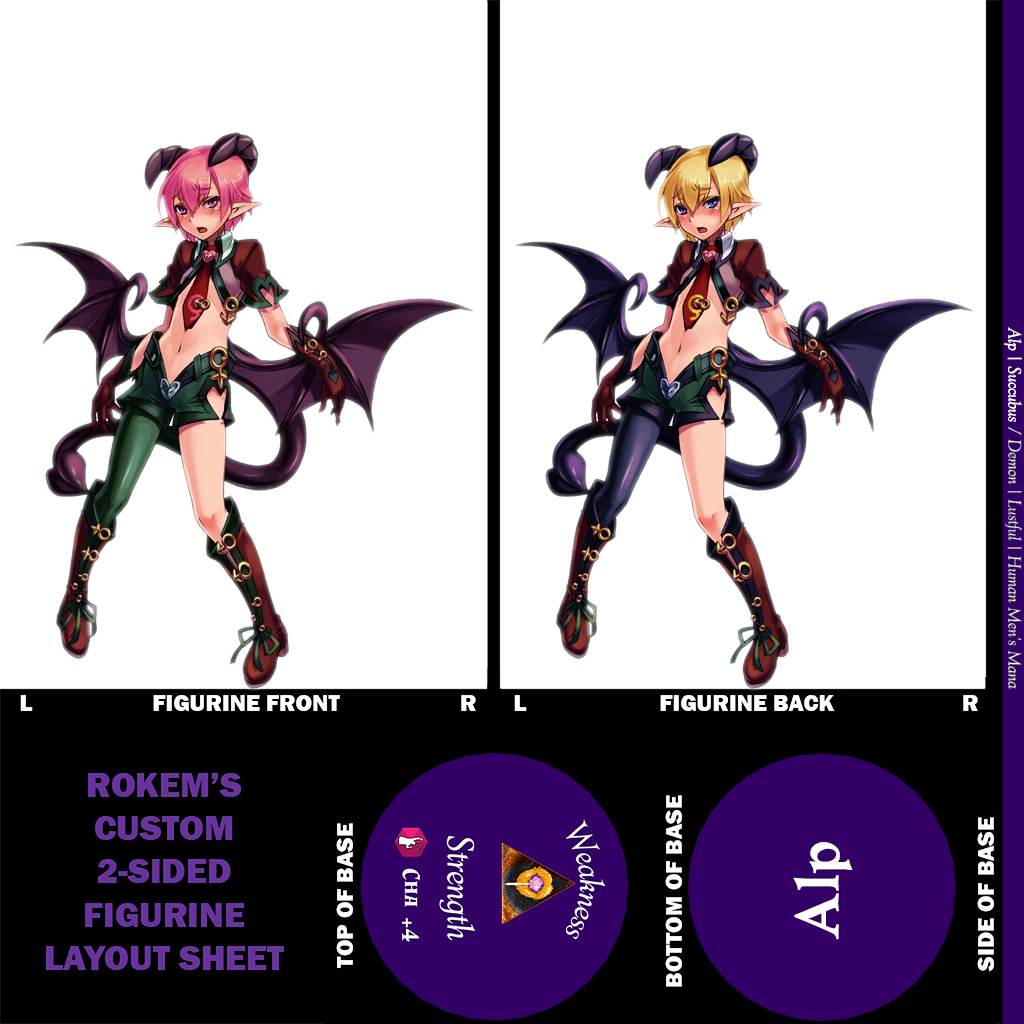 L FIGURINE FRONT R
L FIGURINE BACK R
Alp | Succubus / Demon | Lustful | Human Men's Mana
ROKEM'S
CUSTOM
2-SIDED
FIGURINE
LAYOUT SHEET
TOP OF BASE
Weakness
Strength
CHA +4
BOTTOM OF BASE
Alp
SIDE OF BASE